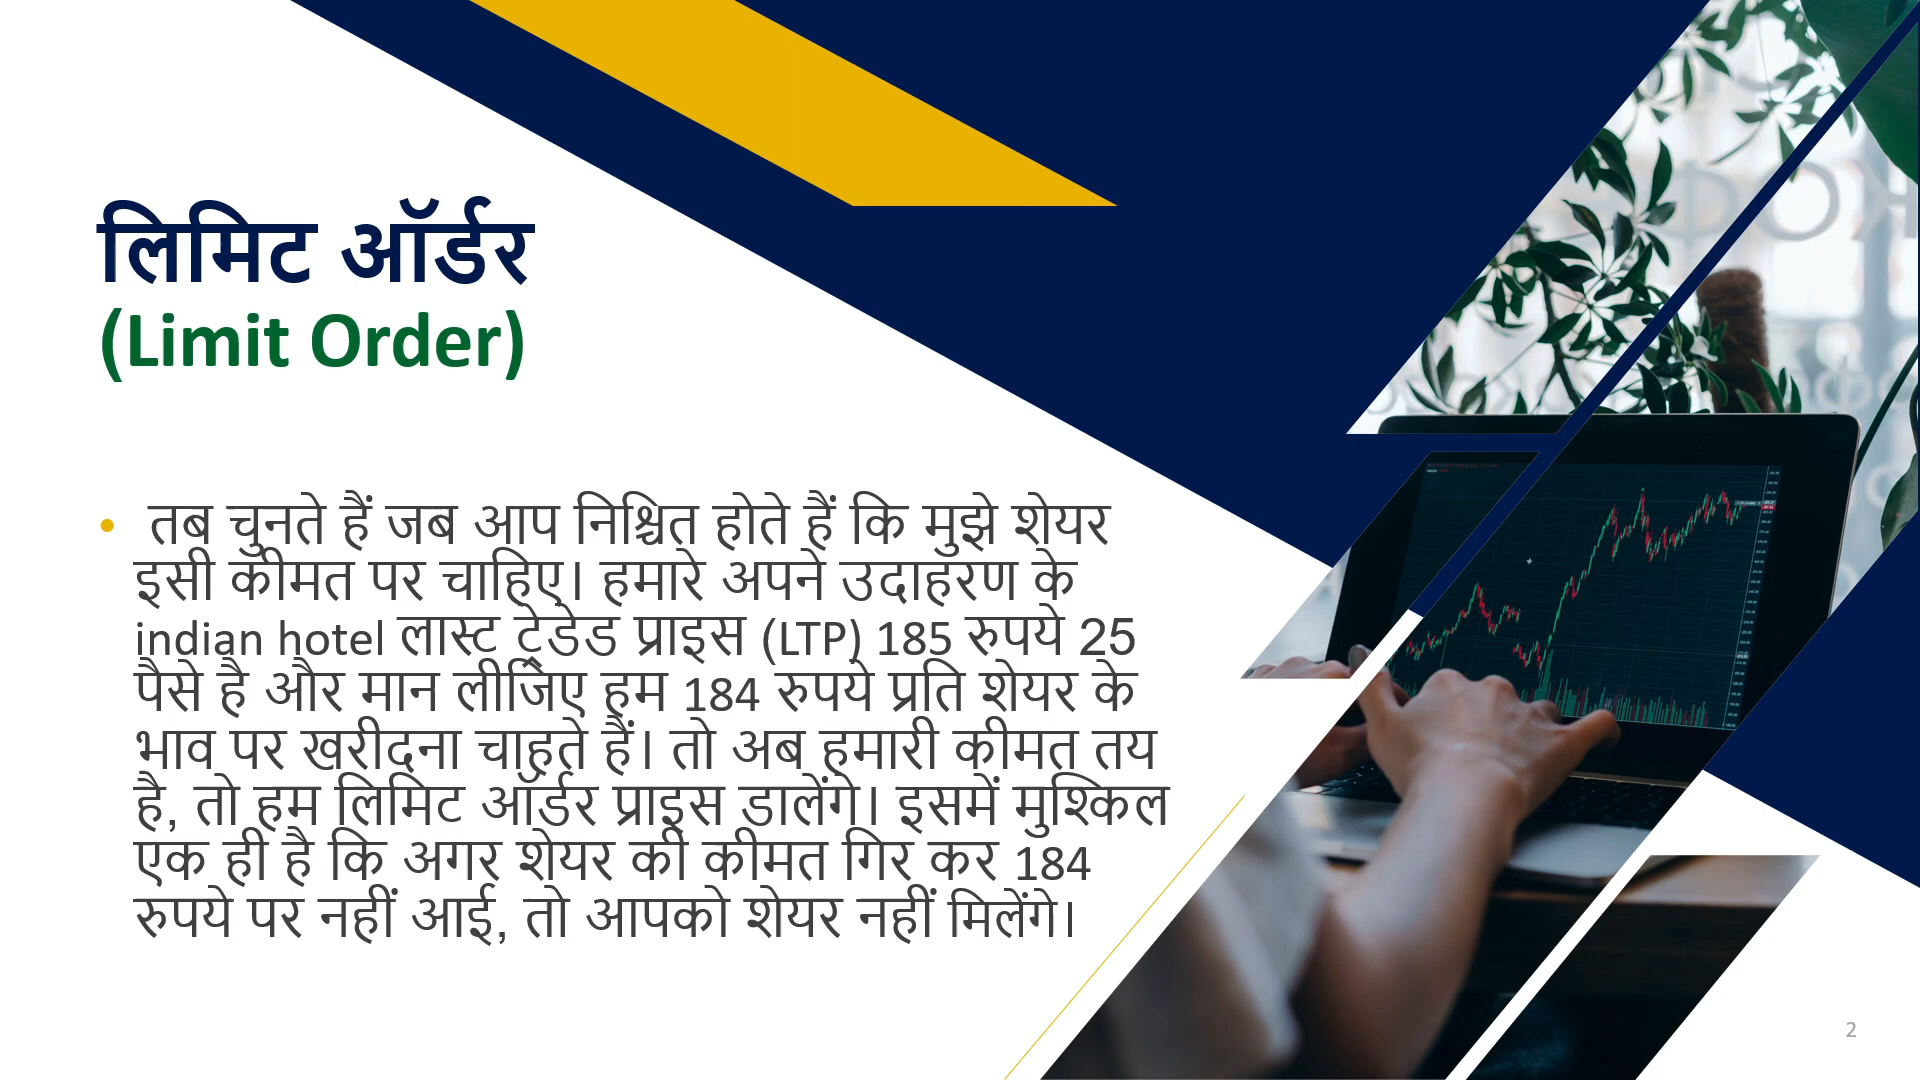 लिमिट ऑर्डर
(Limit Order)
• तब चुनते हैं जब आप निश्चित होते हैं कि मुझे शेयर
इसी कीमत पर चाहिए। हमारे अपने उदाहरण के
indian hotel लास्ट ट्रेडेड प्राइस (LTP) 185 रुपये 25
पैसे है और मान लीजिए हम 184 रुपये प्रति शेयर के
भाव पर खरीदना चाहते हैं। तो अब हमारी कीमत तय
है, तो हम लिमिट ऑर्डर प्राइस डालेंगे। इसमें मुश्किल
एक ही है कि अगर शेयर की कीमत गिर कर 184
रुपये पर नहीं आई, तो आपको शेयर नहीं मिलेंगे।
2